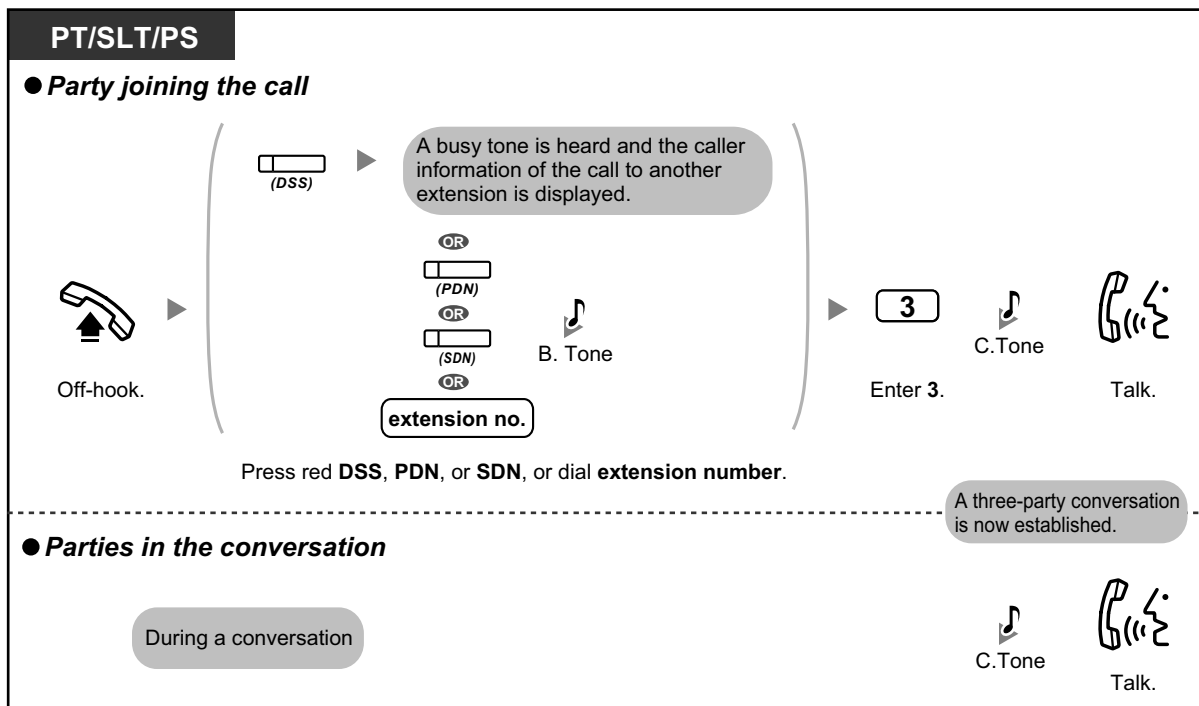 PT/SLT/PS
● Party joining the call
(DSS)
A busy tone is heard and the caller
information of the call to another
extension is displayed.
OR
(PDN)
OR
(SDN)
OR
extension no.
B. Tone
3
C.Tone
Off-hook.
Enter 3.
Talk.
Press red DSS, PDN, or SDN, or dial extension number.
A three-party conversation
is now established.
● Parties in the conversation
During a conversation
C.Tone
Talk.